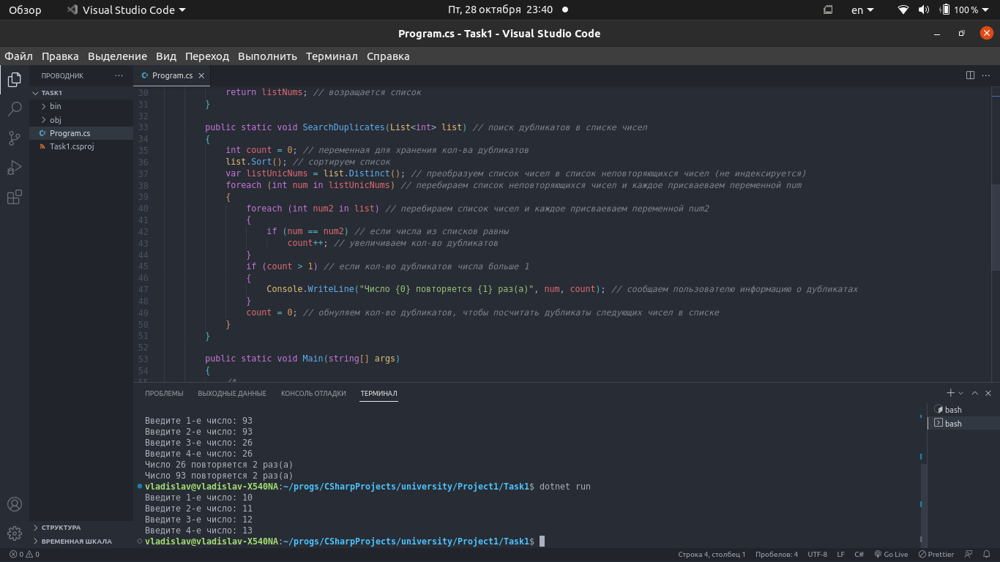 Обзор
Visual Studio Code
Пт, 28 октября 23:40
en
100 %
Program.cs - Task1 - Visual Studio Code
Файл Правка Выделение Вид Переход Выполнить Терминал Справка
ПРОВОДНИК
TASK1
bin
obj
Program.cs
Task1.csproj
СТРУКТУРА
ВРЕМЕННАЯ ШКАЛА
Program.cs
30 return listNums; // возращается список
31 }
32
33 public static void SearchDuplicates(List<int> list) // поиск дубликатов в списке чисел
34 {
35 int count = 0; // переменная для хранения кол-ва дубликатов
36 list.Sort(); // сортируем список
37 var listUnicNums = list.Distinct(); // преобразуем список чисел в список неповторяющихся чисел (не индексируется)
38 foreach (int num in listUnicNums) // перебираем список неповторяющихся чисел и каждое присваеваем переменной num
39 {
40 foreach (int num2 in list) // перебираем список чисел и каждое присваеваем переменной num2
41 {
42 if (num == num2) // если числа из списков равны
43 count++; // увеличиваем кол-во дубликатов
44 }
45 if (count > 1) // если кол-во дубликатов числа больше 1
46 {
47 Console.WriteLine("Число {0} повторяется {1} раз(а)", num, count); // сообщаем пользователю информацию о дубликатах
48 }
49 count = 0; // обнуляем кол-во дубликатов, чтобы посчитать дубликаты следующих чисел в списке
50 }
51 }
52
53 public static void Main(string[] args)
54 {
55 /*
ПРОБЛЕМЫ ВЫХОДНЫЕ ДАННЫЕ КОНСОЛЬ ОТЛАДКИ ТЕРМИНАЛ
Введите 1-е число: 93
Введите 2-е число: 93
Введите 3-е число: 26
Введите 4-е число: 26
Число 26 повторяется 2 раз(а)
Число 93 повторяется 2 раз(а)
vladislav@vladislav-X540NA:~/progs/CSharpProjects/university/Project1/Task1$ dotnet run
Введите 1-е число: 10
Введите 2-е число: 11
Введите 3-е число: 12
Введите 4-е число: 13
vladislav@vladislav-X540NA:~/progs/CSharpProjects/university/Project1/Task1$
bash
bash
0 0
Строка 4, столбец 1 Пробелов: 4 UTF-8 LF C# Go Live Prettier